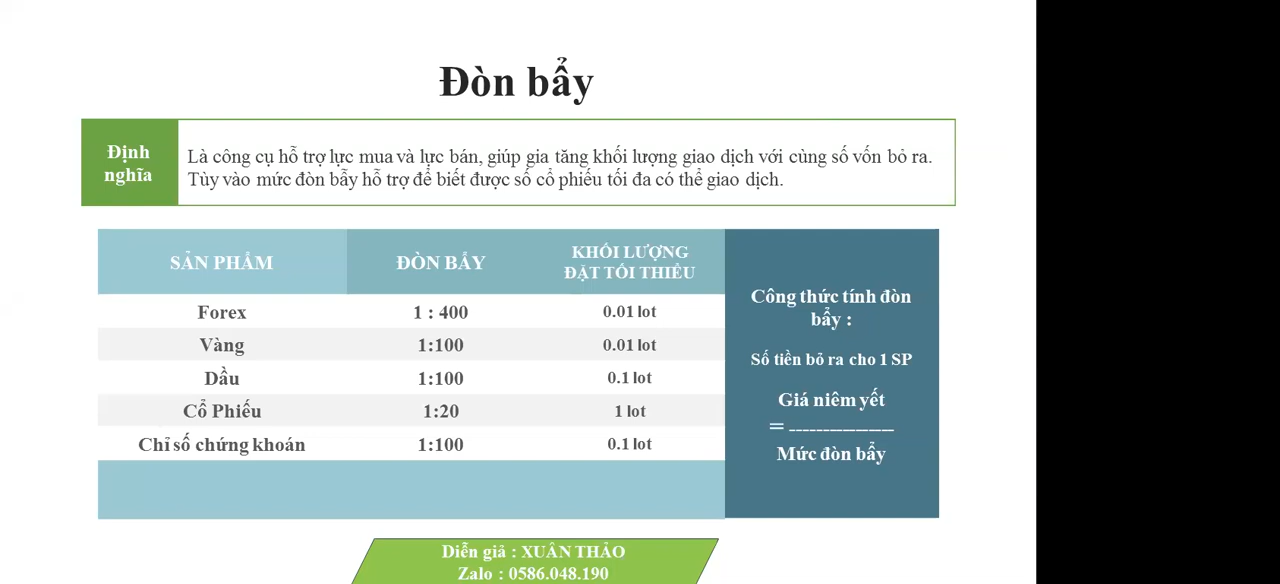 Đòn bẩy
Định
nghĩa
Là công cụ hỗ trợ lực mua và lực bán, giúp gia tăng khối lượng giao dịch với cùng số vốn bỏ ra.
Tùy vào mức đòn bẫy hỗ trợ để biết được số cổ phiếu tối đa có thể giao dịch.
SẢN PHẨM ĐÒN BẨY KHỐI LƯỢNG
ĐẶT TỐI THIỂU
Forex 1 : 400 0.01 lot
Vàng 1:100 0.01 lot
Dầu 1:100 0.1 lot
Cổ Phiếu 1:20 1 lot
Chỉ số chứng khoán 1:100 0.1 lot
Công thức tính đòn
bẩy :
Số tiền bỏ ra cho 1 SP
Giá niêm yết
= ------------------
Mức đòn bẩy
Diễn giả : XUÂN THẢO
Zalo : 0586.048.190